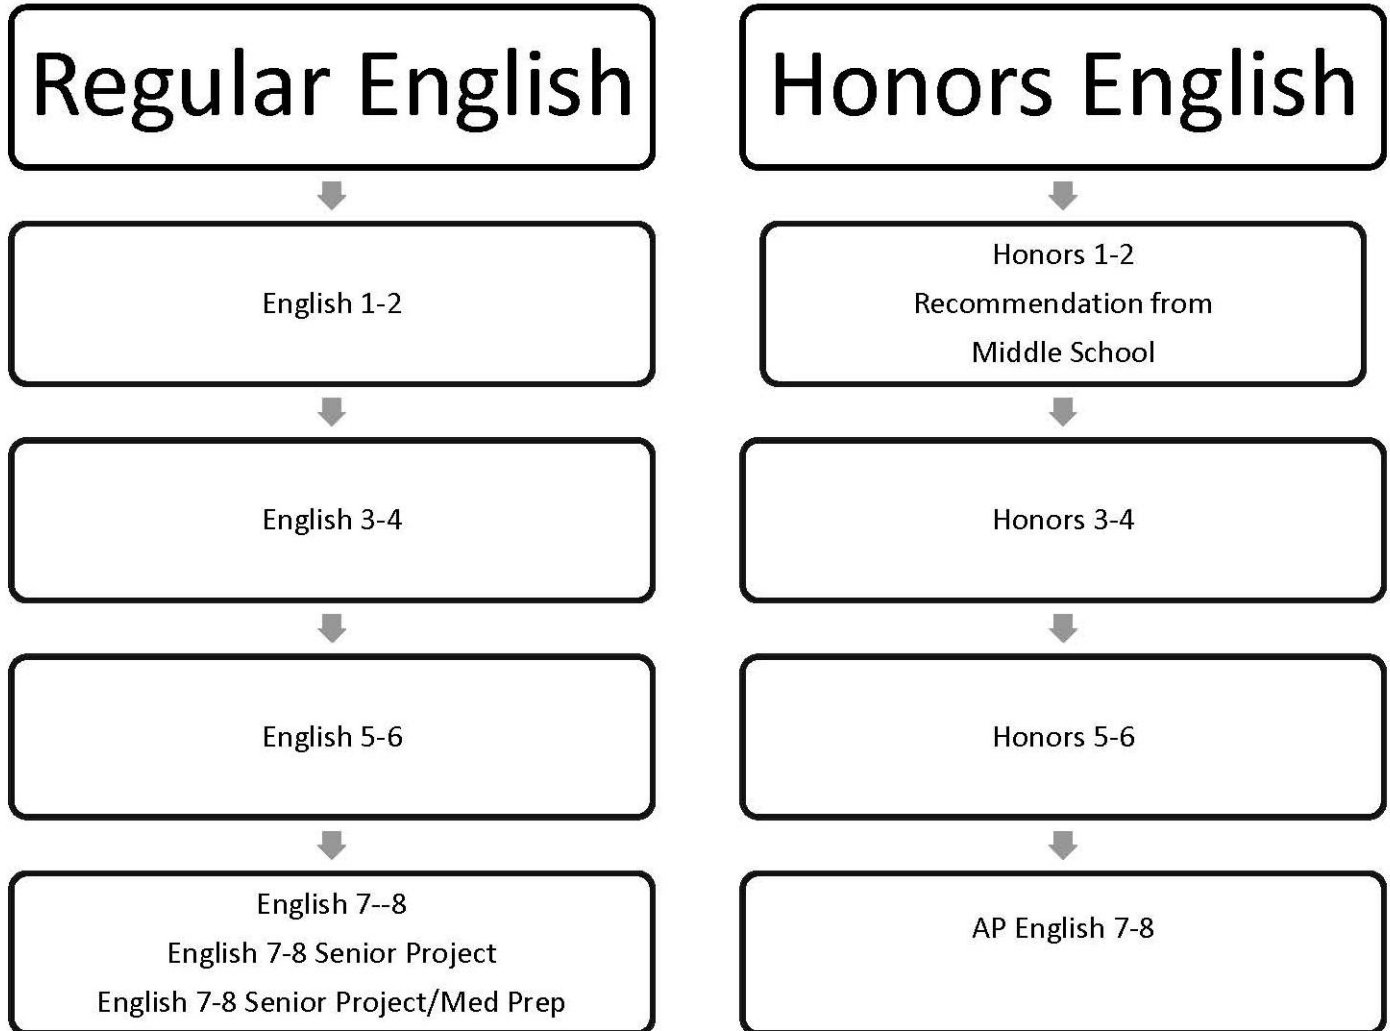 Regular English
English 1-2
English 3-4
English 5-6
English 7--8
English 7-8 Senior Project
English 7-8 Senior Project/Med Prep
Honors English
Honors 1-2
Recommendation from
Middle School
Honors 3-4
Honors 5-6
AP English 7-8